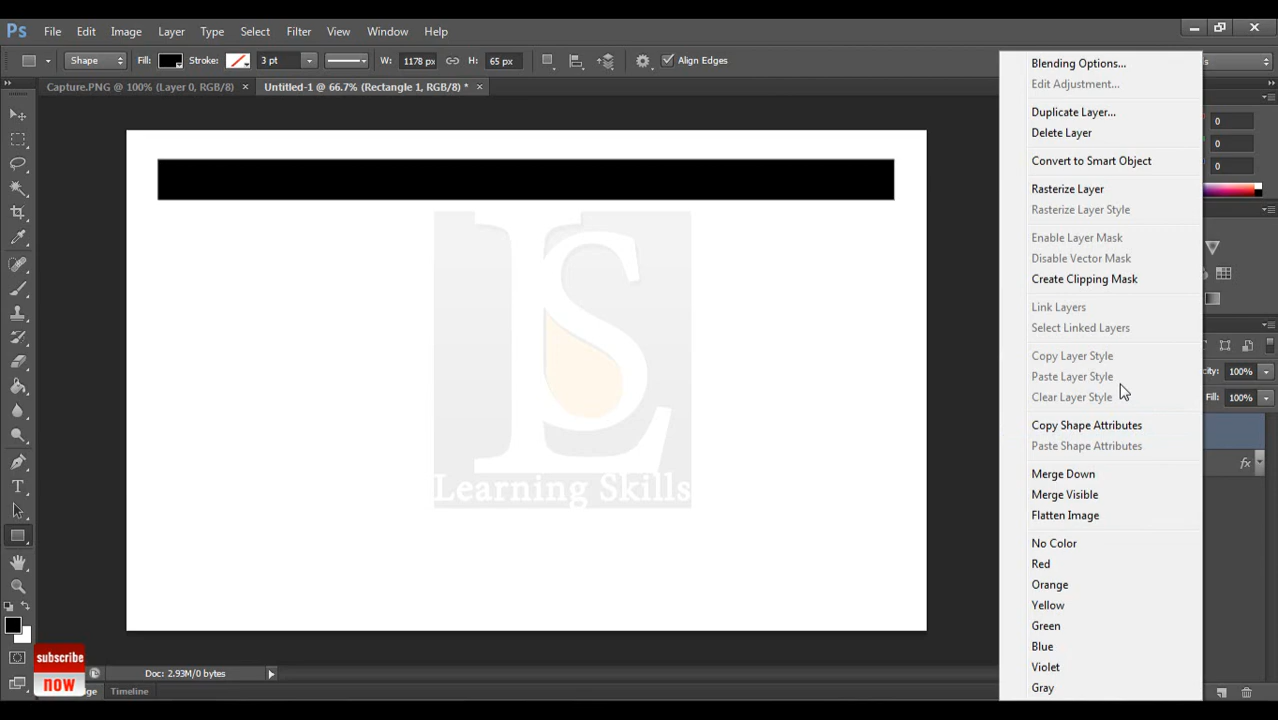 Ps File Edit Image Layer Type Select Filter View Window Help
Shape Fill: Stroke: 3 pt W: 1178 px H: 65 px Align Edges
Capture.PNG @ 100% (Layer 0, RGB/8) × Untitled-1 @ 66.7% (Rectangle 1, RGB/8) * ×
Blending Options...
Edit Adjustment...
Duplicate Layer...
Delete Layer
Convert to Smart Object
Rasterize Layer
Rasterize Layer Style
Enable Layer Mask
Disable Vector Mask
Create Clipping Mask
Link Layers
Select Linked Layers
Copy Layer Style
Paste Layer Style
Clear Layer Style
Copy Shape Attributes
Paste Shape Attributes
Merge Down
Merge Visible
Flatten Image
No Color
Red
Orange
Yellow
Green
Blue
Violet
Gray
0
0
0
100%
Fill: 100%
fx
LS
Learning Skills
subscribe
now
Doc: 2.93M/0 bytes
Timeline